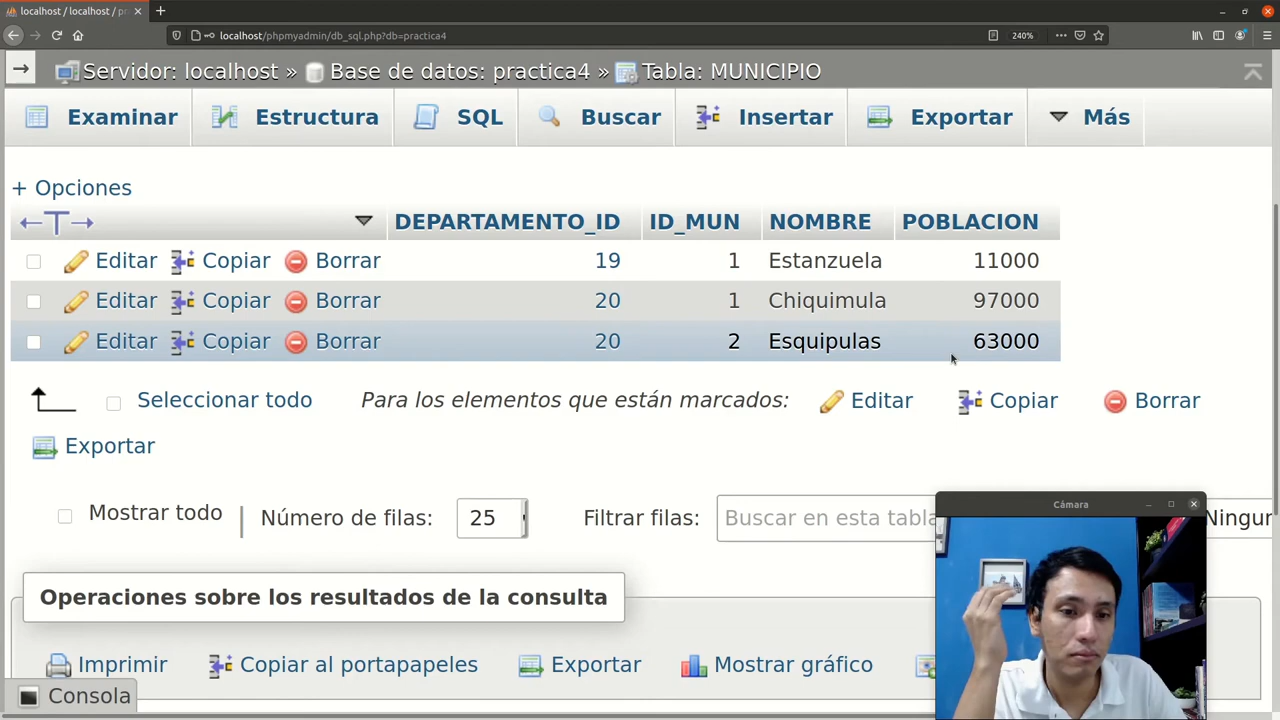 localhost / localhost / pr
localhost/phpmyadmin/db_sql.php?db=practica4
240%
Servidor: localhost » Base de datos: practica4 » Tabla: MUNICIPIO
Examinar Estructura SQL Buscar Insertar Exportar Más
+ Opciones
←T→ DEPARTAMENTO_ID ID_MUN NOMBRE POBLACION
Editar Copiar Borrar 19 1 Estanzuela 11000
Editar Copiar Borrar 20 1 Chiquimula 97000
Editar Copiar Borrar 20 2 Esquipulas 63000
Seleccionar todo Para los elementos que están marcados: Editar Copiar Borrar
Exportar
Mostrar todo Número de filas: 25 Filtrar filas: Buscar en esta tabla Ningun
Cámara
Operaciones sobre los resultados de la consulta
Imprimir Copiar al portapapeles Exportar Mostrar gráfico
Consola